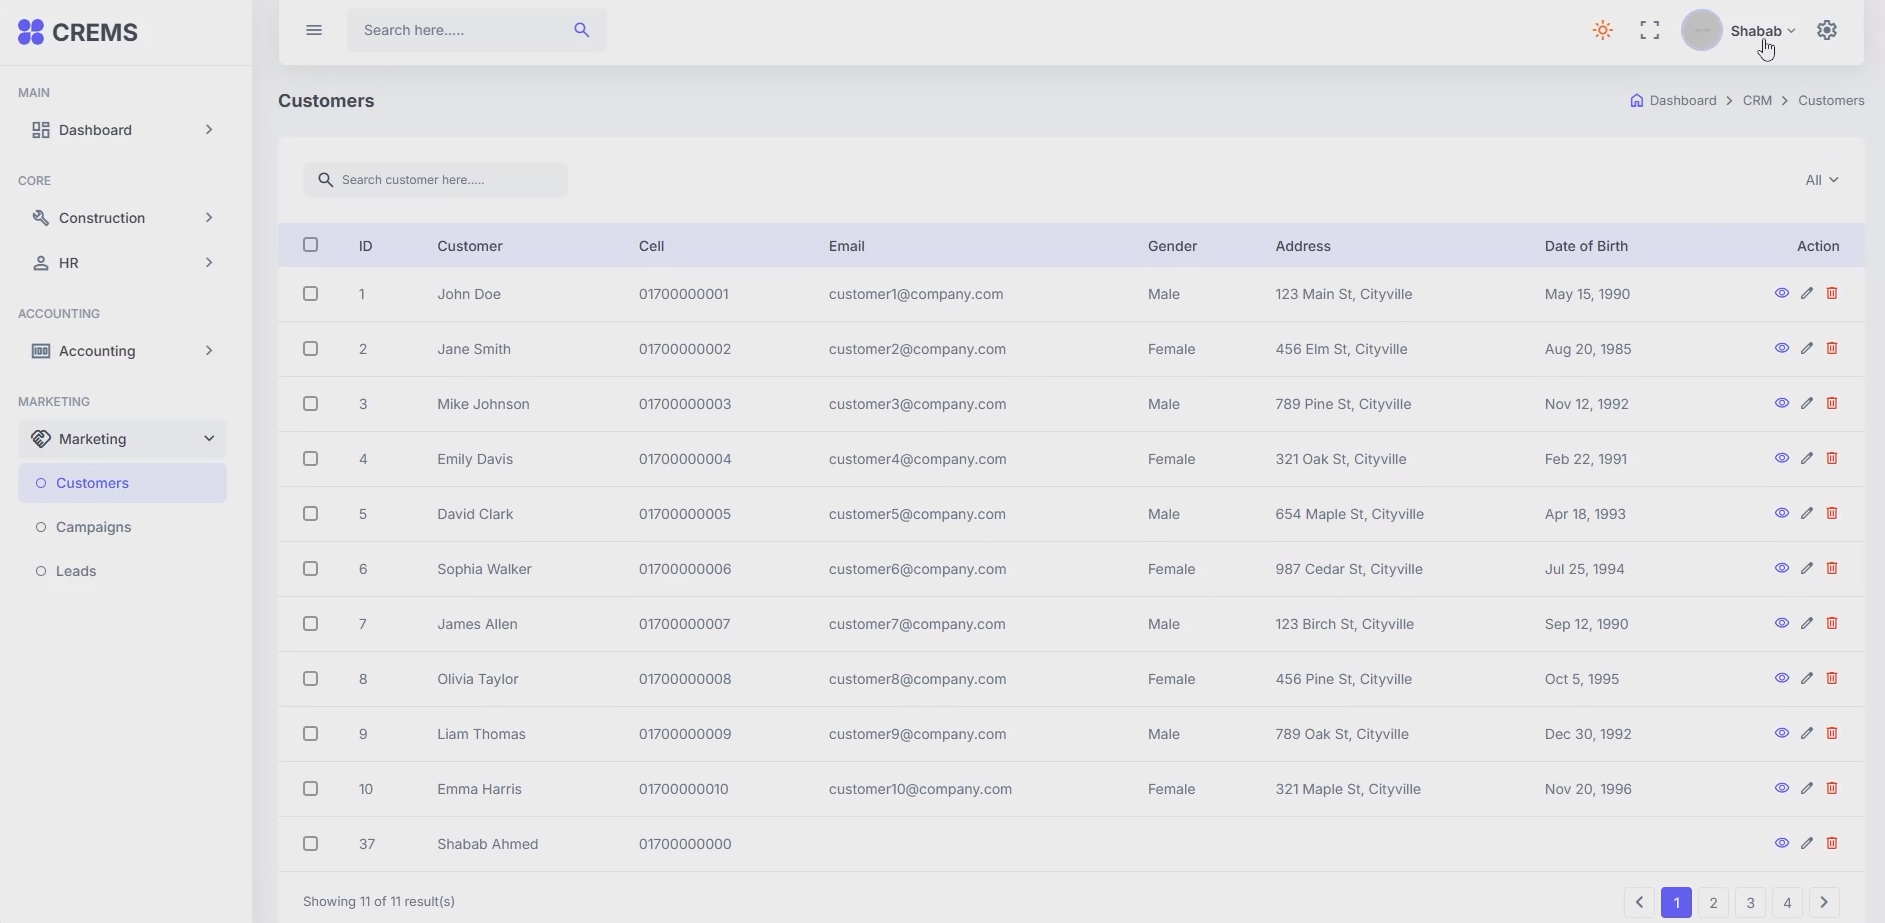 CREMS
Search here.....
Shabab
MAIN
Dashboard
CORE
Construction
HR
ACCOUNTING
Accounting
MARKETING
Marketing
Customers
Campaigns
Leads
Customers
Dashboard > CRM > Customers
Search customer here.....
All
ID Customer Cell Email Gender Address Date of Birth Action
1 John Doe 01700000001 customer1@company.com Male 123 Main St, Cityville May 15, 1990
2 Jane Smith 01700000002 customer2@company.com Female 456 Elm St, Cityville Aug 20, 1985
3 Mike Johnson 01700000003 customer3@company.com Male 789 Pine St, Cityville Nov 12, 1992
4 Emily Davis 01700000004 customer4@company.com Female 321 Oak St, Cityville Feb 22, 1991
5 David Clark 01700000005 customer5@company.com Male 654 Maple St, Cityville Apr 18, 1993
6 Sophia Walker 01700000006 customer6@company.com Female 987 Cedar St, Cityville Jul 25, 1994
7 James Allen 01700000007 customer7@company.com Male 123 Birch St, Cityville Sep 12, 1990
8 Olivia Taylor 01700000008 customer8@company.com Female 456 Pine St, Cityville Oct 5, 1995
9 Liam Thomas 01700000009 customer9@company.com Male 789 Oak St, Cityville Dec 30, 1992
10 Emma Harris 01700000010 customer10@company.com Female 321 Maple St, Cityville Nov 20, 1996
37 Shabab Ahmed 01700000000
Showing 11 of 11 result(s)
1 2 3 4